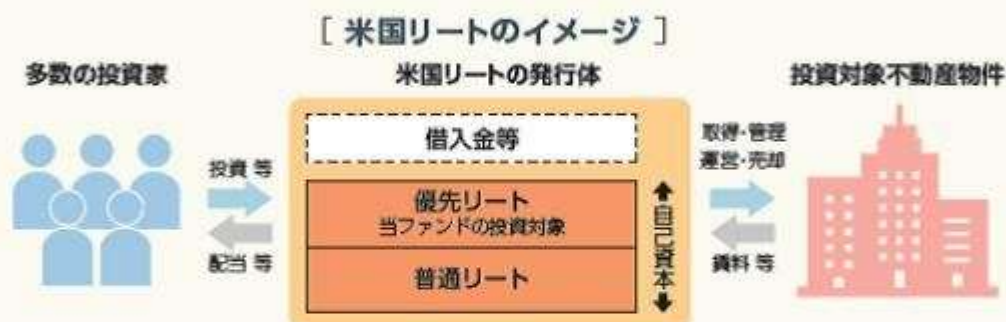 [ 米国リートのイメージ ]
多数の投資家
米国リートの発行体
投資対象不動産物件
借入金等
投資 等
配当 等
優先リート
当ファンドの投資対象
普通リート
自己資本
取得・管理
運営・売却
賃料 等